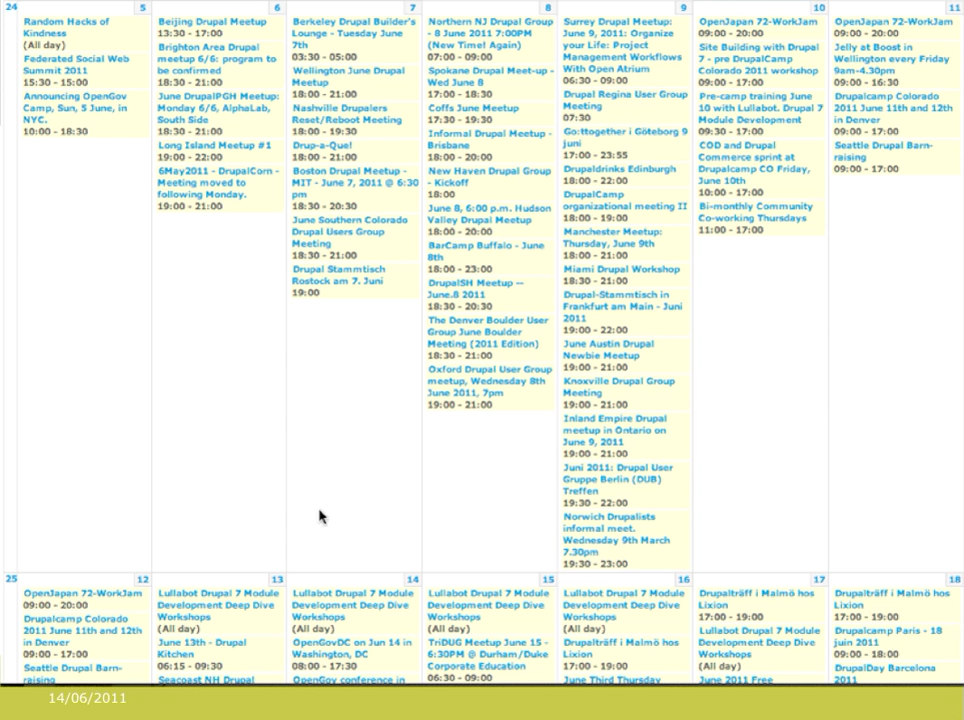 24
5
Random Hacks of
Kindness
(All day)
Federated Social Web
Summit 2011
15:30 - 15:00
Announcing OpenGov
Camp, Sun, 5 June, in
NYC.
10:00 - 18:30
6
Beijing Drupal Meetup
13:30 - 17:00
Brighton Area Drupal
meetup 6/6: program to
be confirmed
18:30 - 21:00
June DrupalPGH Meetup:
Monday 6/6, AlphaLab,
South Side
18:30 - 21:00
Long Island Meetup #1
19:00 - 22:00
6May2011 - DrupalCorn -
Meeting moved to
following Monday.
19:00 - 21:00
7
Berkeley Drupal Builder's
Lounge - Tuesday June
7th
03:30 - 05:00
Wellington June Drupal
Meetup
18:00 - 21:00
Nashville Drupalers
Reset/Reboot Meeting
18:00 - 19:30
Drup-a-Que!
18:00 - 21:00
Boston Drupal Meetup -
MIT - June 7, 2011 @ 6:30
pm
18:30 - 20:30
June Southern Colorado
Drupal Users Group
Meeting
18:30 - 21:00
Drupal Stammtisch
Rostock am 7. Juni
19:00
8
Northern NJ Drupal Group
- 8 June 2011 7:00PM
(New Time! Again)
07:00 - 09:00
Spokane Drupal Meet-up -
Wed June 8
17:00 - 18:30
Coffs June Meetup
17:30 - 19:30
Informal Drupal Meetup -
Brisbane
18:00 - 20:00
New Haven Drupal Group
- Kickoff
18:00
June 8, 6:00 p.m. Hudson
Valley Drupal Meetup
18:00 - 20:00
BarCamp Buffalo - June
8th
18:00 - 23:00
DrupalSH Meetup --
June.8 2011
18:30 - 20:30
The Denver Boulder User
Group June Boulder
Meeting (2011 Edition)
18:30 - 21:00
Oxford Drupal User Group
meetup, Wednesday 8th
June 2011, 7pm
19:00 - 21:00
9
Surrey Drupal Meetup:
June 9, 2011: Organize
your Life: Project
Management Workflows
With Open Atrium
06:30 - 09:00
Drupal Regina User Group
Meeting
07:30
Go:ttogether i Göteborg 9
juni
17:00 - 23:55
Drupaldrinks Edinburgh
18:00 - 22:00
DrupalCamp
organizational meeting II
18:00 - 19:00
Manchester Meetup:
Thursday, June 9th
18:00 - 21:00
Miami Drupal Workshop
18:30 - 21:00
Drupal-Stammtisch in
Frankfurt am Main - Juni
2011
19:00 - 22:00
June Austin Drupal
Newbie Meetup
19:00 - 21:00
Knoxville Drupal Group
Meeting
19:00 - 21:00
Inland Empire Drupal
meetup in Ontario on
June 9, 2011
19:00 - 21:00
Juni 2011: Drupal User
Gruppe Berlin (DUB)
Treffen
19:30 - 22:00
Norwich Drupalists
informal meet.
Wednesday 9th March
7.30pm
19:30 - 23:00
10
OpenJapan 72-WorkJam
09:00 - 20:00
Site Building with Drupal
7 - pre DrupalCamp
Colorado 2011 workshop
09:00 - 17:00
Pre-camp training June
10 with Lullabot. Drupal 7
Module Development
09:30 - 17:00
COD and Drupal
Commerce sprint at
Drupalcamp CO Friday,
June 10th
10:00 - 17:00
Bi-monthly Community
Co-working Thursdays
11:00 - 17:00
11
OpenJapan 72-WorkJam
09:00 - 20:00
Jelly at Boost in
Wellington every Friday
9am-4.30pm
09:00 - 16:30
Drupalcamp Colorado
2011 June 11th and 12th
in Denver
09:00 - 17:00
Seattle Drupal Barn-
raising
09:00 - 17:00
25
12
OpenJapan 72-WorkJam
09:00 - 20:00
Drupalcamp Colorado
2011 June 11th and 12th
in Denver
09:00 - 17:00
Seattle Drupal Barn-
raising
13
Lullabot Drupal 7 Module
Development Deep Dive
Workshops
(All day)
June 13th - Drupal
Kitchen
06:15 - 09:30
Seacoast NH Drupal
14
Lullabot Drupal 7 Module
Development Deep Dive
Workshops
(All day)
OpenGovDC on Jun 14 in
Washington, DC
08:00 - 17:30
OpenGov conference in
15
Lullabot Drupal 7 Module
Development Deep Dive
Workshops
(All day)
TriDUG Meetup June 15 -
6:30PM @ Durham/Duke
Corporate Education
06:30 - 09:00
16
Lullabot Drupal 7 Module
Development Deep Dive
Workshops
(All day)
Drupalträff i Malmö hos
Lixion
17:00 - 19:00
June Third Thursday
17
Drupalträff i Malmö hos
Lixion
17:00 - 19:00
Lullabot Drupal 7 Module
Development Deep Dive
Workshops
(All day)
June 2011 Free
18
Drupalträff i Malmö hos
Lixion
17:00 - 19:00
Drupalcamp Paris - 18
juin 2011
09:00 - 18:00
DrupalDay Barcelona
2011
14/06/2011